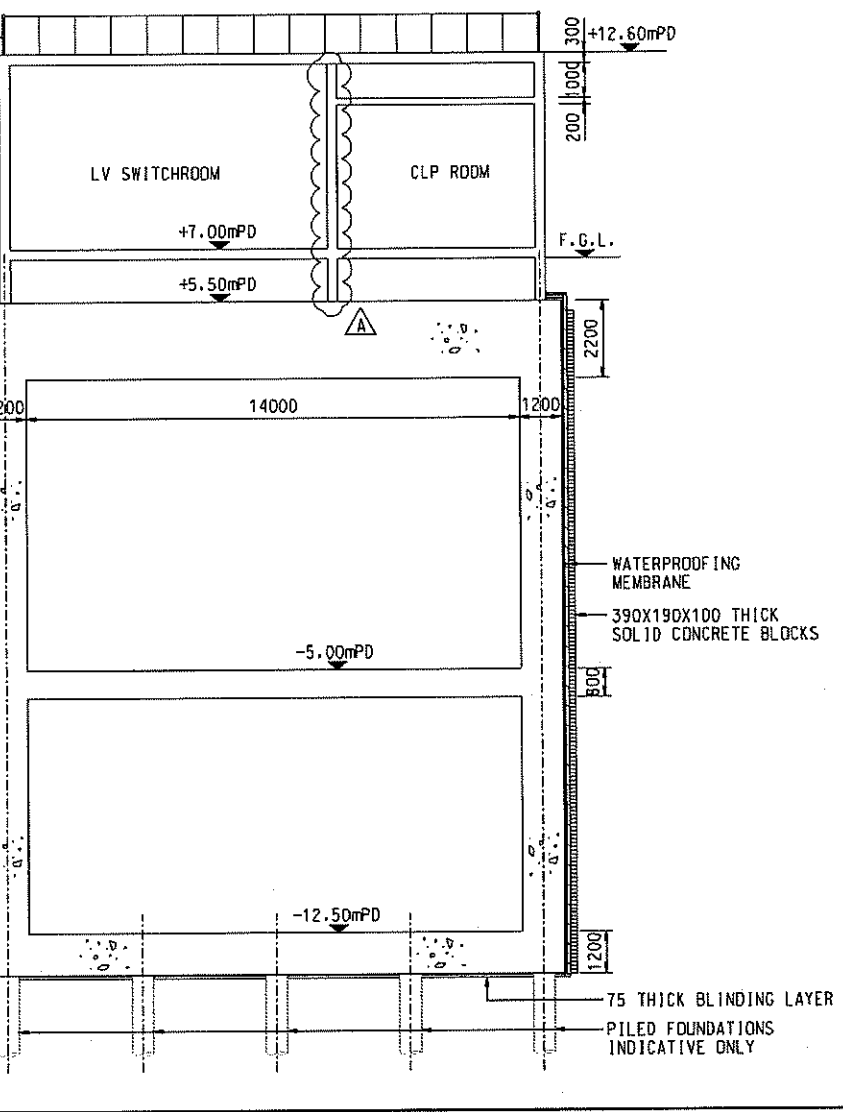 300
+12.60mPD
1000
200
LV SWITCHROOM
CLP ROOM
+7.00mPD
F.G.L.
+5.50mPD
A
2200
200
14000
1200
WATERPROOFING
MEMBRANE
390X190X100 THICK
SOLID CONCRETE BLOCKS
-5.00mPD
800
-12.50mPD
1200
75 THICK BLINDING LAYER
PILED FOUNDATIONS
INDICATIVE ONLY